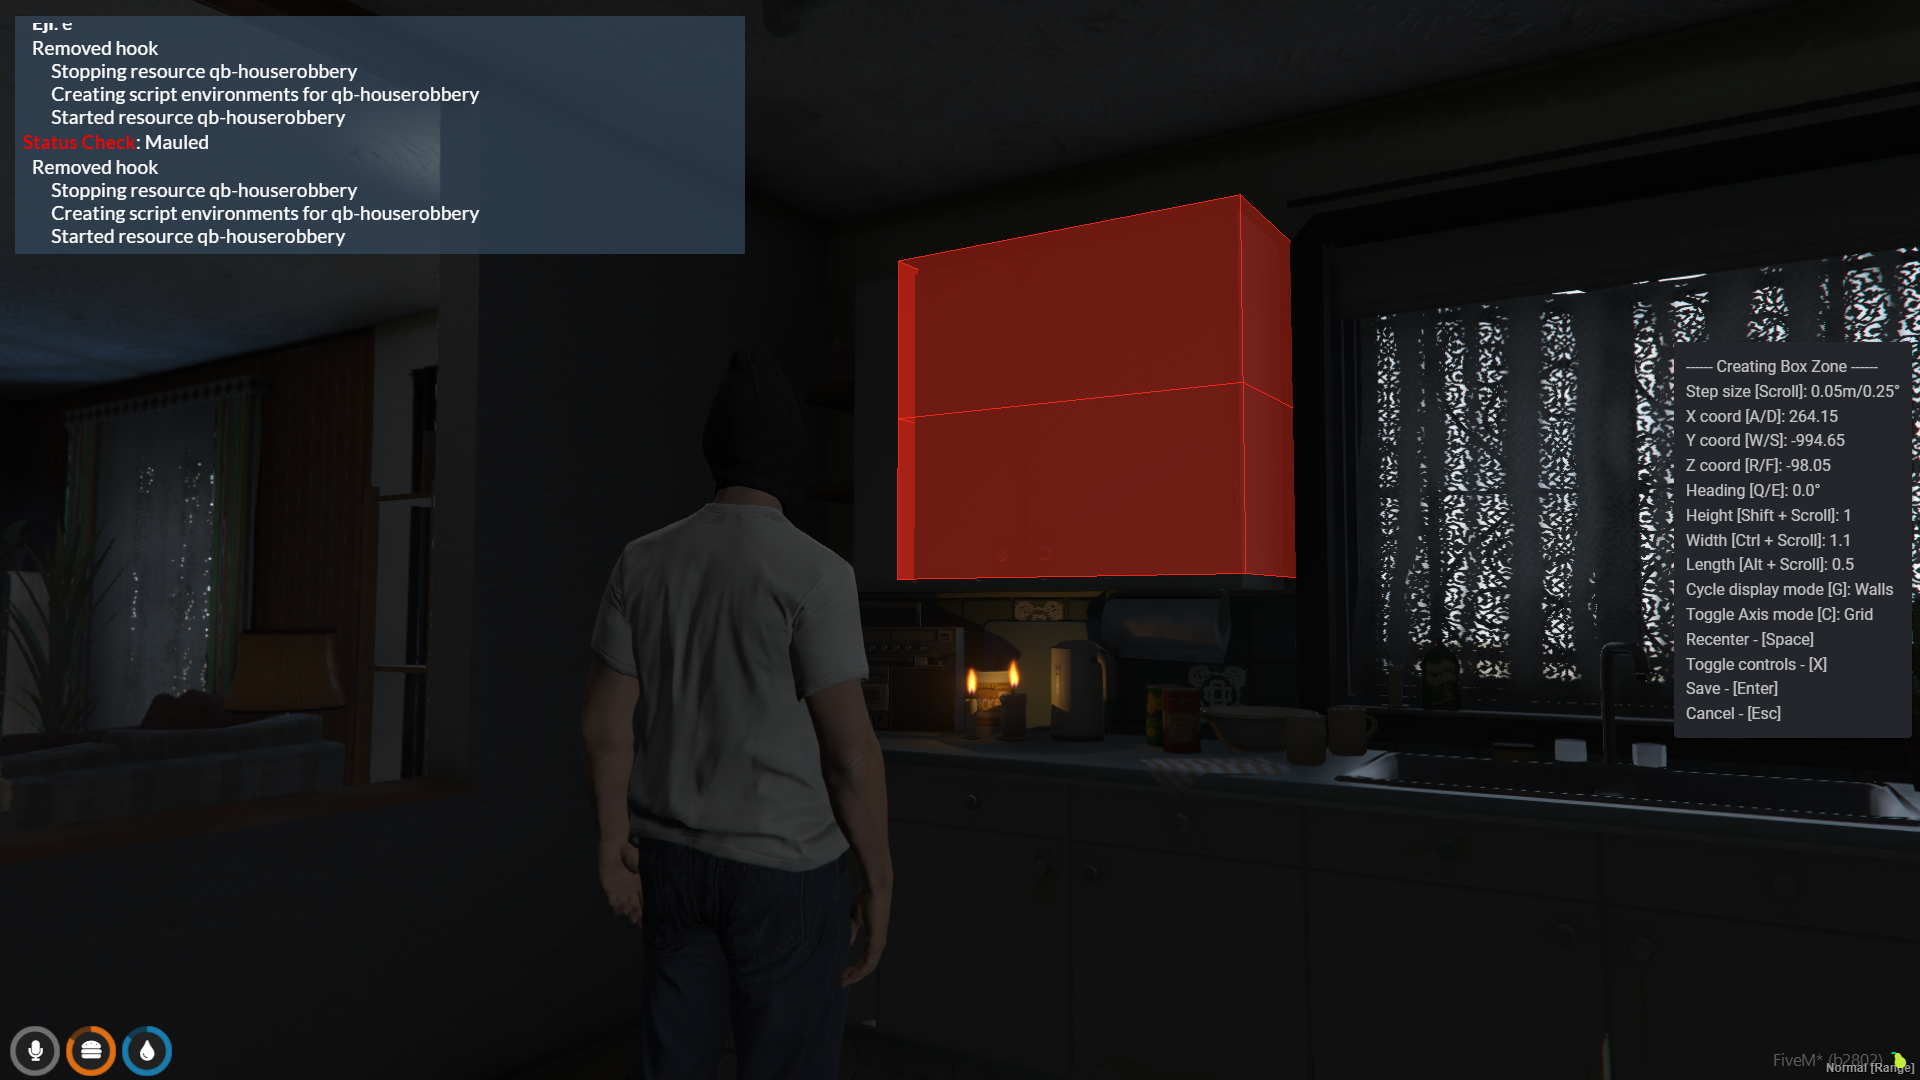 Eji: e
Removed hook
Stopping resource qb-houserobbery
Creating script environments for qb-houserobbery
Started resource qb-houserobbery
Status Check: Mauled
Removed hook
Stopping resource qb-houserobbery
Creating script environments for qb-houserobbery
Started resource qb-houserobbery
------ Creating Box Zone ------
Step size [Scroll]: 0.05m/0.25°
X coord [A/D]: 264.15
Y coord [W/S]: -994.65
Z coord [R/F]: -98.05
Heading [Q/E]: 0.0°
Height [Shift + Scroll]: 1
Width [Ctrl + Scroll]: 1.1
Length [Alt + Scroll]: 0.5
Cycle display mode [G]: Walls
Toggle Axis mode [C]: Grid
Recenter - [Space]
Toggle controls - [X]
Save - [Enter]
Cancel - [Esc]
FiveM* (b2802)
Normal [Range]